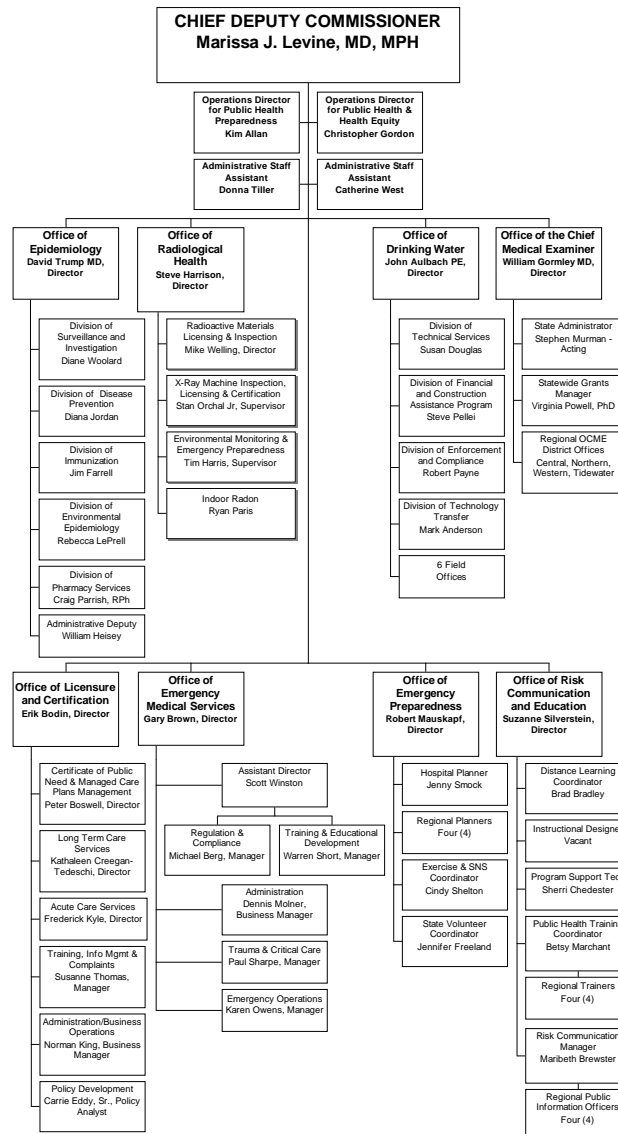 CHIEF DEPUTY COMMISSIONER
Marissa J. Levine, MD, MPH
Operations Director
for Public Health
Preparedness
Kim Allan
Operations Director
for Public Health &
Health Equity
Christopher Gordon
Administrative Staff
Assistant
Donna Tiller
Administrative Staff
Assistant
Catherine West
Office of
Epidemiology
David Trump MD,
Director
Division of
Surveillance and
Investigation
Diane Woolard
Division of Disease
Prevention
Diana Jordan
Division of
Immunization
Jim Farrell
Division of
Environmental
Epidemiology
Rebecca LePrell
Division of
Pharmacy Services
Craig Parrish, RPh
Administrative Deputy
William Heisey
Office of
Radiological
Health
Steve Harrison,
Director
Radioactive Materials
Licensing & Inspection
Mike Welling, Director
X-Ray Machine Inspection,
Licensing & Certification
Stan Orchal Jr, Supervisor
Environmental Monitoring &
Emergency Preparedness
Tim Harris, Supervisor
Indoor Radon
Ryan Paris
Office of
Drinking Water
John Aulbach PE,
Director
Division of
Technical Services
Susan Douglas
Division of Financial
and Construction
Assistance Program
Steve Pellei
Division of Enforcement
and Compliance
Robert Payne
Division of Technology
Transfer
Mark Anderson
6 Field
Offices
Office of the Chief
Medical Examiner
William Gormley MD,
Director
State Administrator
Stephen Murman -
Acting
Statewide Grants
Manager
Virginia Powell, PhD
Regional OCME
District Offices
Central, Northern,
Western, Tidewater
Office of Licensure
and Certification
Erik Bodin, Director
Certificate of Public
Need & Managed Care
Plans Management
Peter Boswell, Director
Long Term Care
Services
Kathaleen Creegan-
Tedeschi, Director
Acute Care Services
Frederick Kyle, Director
Training, Info Mgmt &
Complaints
Susanne Thomas,
Manager
Administration/Business
Operations
Norman King, Business
Manager
Policy Development
Carrie Eddy, Sr., Policy
Analyst
Office of
Emergency
Medical Services
Gary Brown, Director
Assistant Director
Scott Winston
Regulation &
Compliance
Michael Berg, Manager
Training & Educational
Development
Warren Short, Manager
Administration
Dennis Molner,
Business Manager
Trauma & Critical Care
Paul Sharpe, Manager
Emergency Operations
Karen Owens, Manager
Office of
Emergency
Preparedness
Robert Mauskapf,
Director
Hospital Planner
Jenny Smock
Regional Planners
Four (4)
Exercise & SNS
Coordinator
Cindy Shelton
State Volunteer
Coordinator
Jennifer Freeland
Office of Risk
Communication
and Education
Suzanne Silverstein,
Director
Distance Learning
Coordinator
Brad Bradley
Instructional Designe
Vacant
Program Support Tec
Sherri Chedester
Public Health Trainin
Coordinator
Betsy Marchant
Regional Trainers
Four (4)
Risk Communication
Manager
Maribeth Brewster
Regional Public
Information Officers
Four (4)